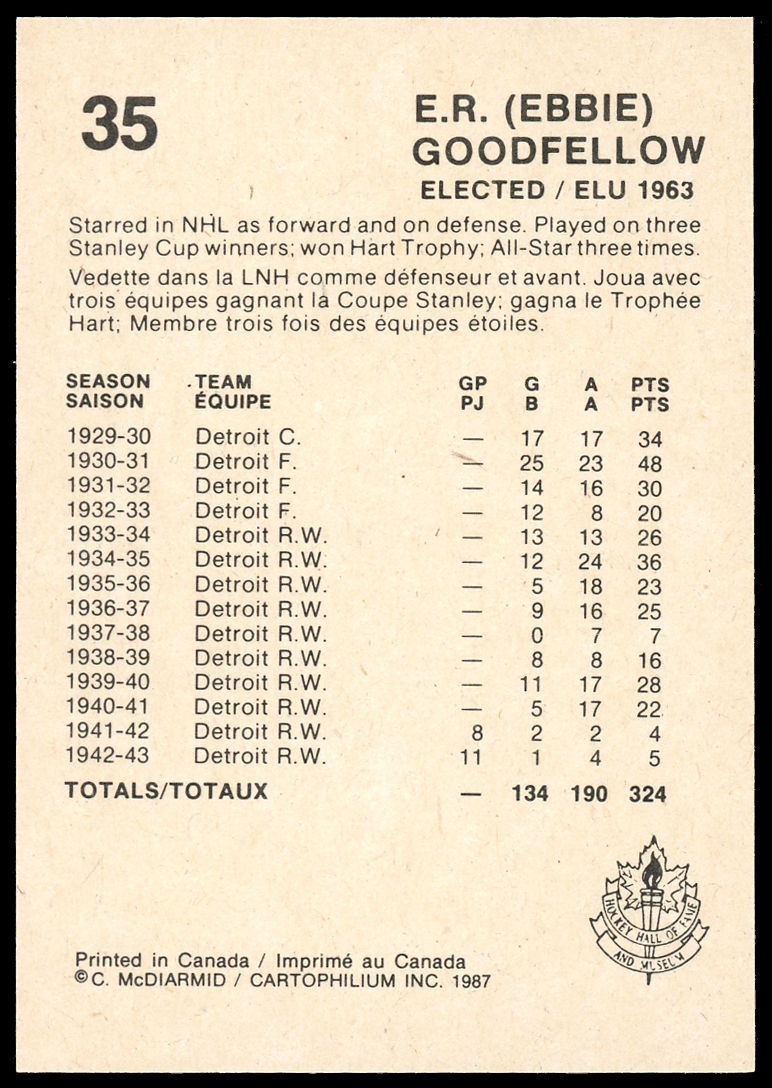 35
E.R. (EBBIE)
GOODFELLOW
ELECTED / ELU 1963
Starred in NHL as forward and on defense. Played on three
Stanley Cup winners; won Hart Trophy; All-Star three times.
Vedette dans la LNH comme défenseur et avant. Joua avec
trois équipes gagnant la Coupe Stanley; gagna le Trophée
Hart; Membre trois fois des équipes étoiles.
SEASON TEAM GP G A PTS
SAISON ÉQUIPE PJ B A PTS
1929-30 Detroit C. — 17 17 34
1930-31 Detroit F. — 25 23 48
1931-32 Detroit F. — 14 16 30
1932-33 Detroit F. — 12 8 20
1933-34 Detroit R.W. — 13 13 26
1934-35 Detroit R.W. — 12 24 36
1935-36 Detroit R.W. — 5 18 23
1936-37 Detroit R.W. — 9 16 25
1937-38 Detroit R.W. — 0 7 7
1938-39 Detroit R.W. — 8 8 16
1939-40 Detroit R.W. — 11 17 28
1940-41 Detroit R.W. — 5 17 22
1941-42 Detroit R.W. 8 2 2 4
1942-43 Detroit R.W. 11 1 4 5
TOTALS/TOTAUX — 134 190 324
HOCKEY HALL OF FAME
AND MUSEUM
Printed in Canada / Imprimé au Canada
©C. McDIARMID / CARTOPHILIUM INC. 1987